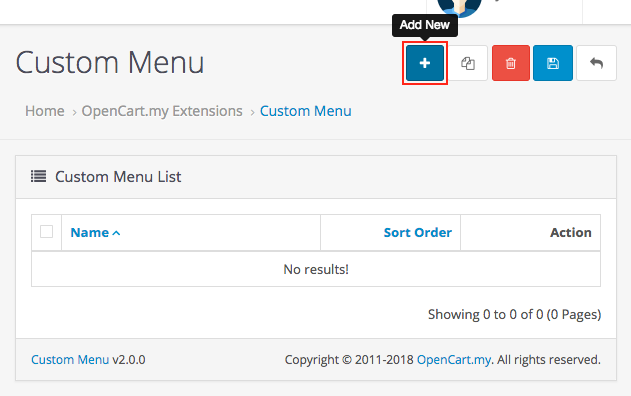 Add New
Custom Menu
Home › OpenCart.my Extensions › Custom Menu
Custom Menu List
Name Sort Order Action
No results!
Showing 0 to 0 of 0 (0 Pages)
Custom Menu v2.0.0 Copyright © 2011-2018 OpenCart.my. All rights reserved.